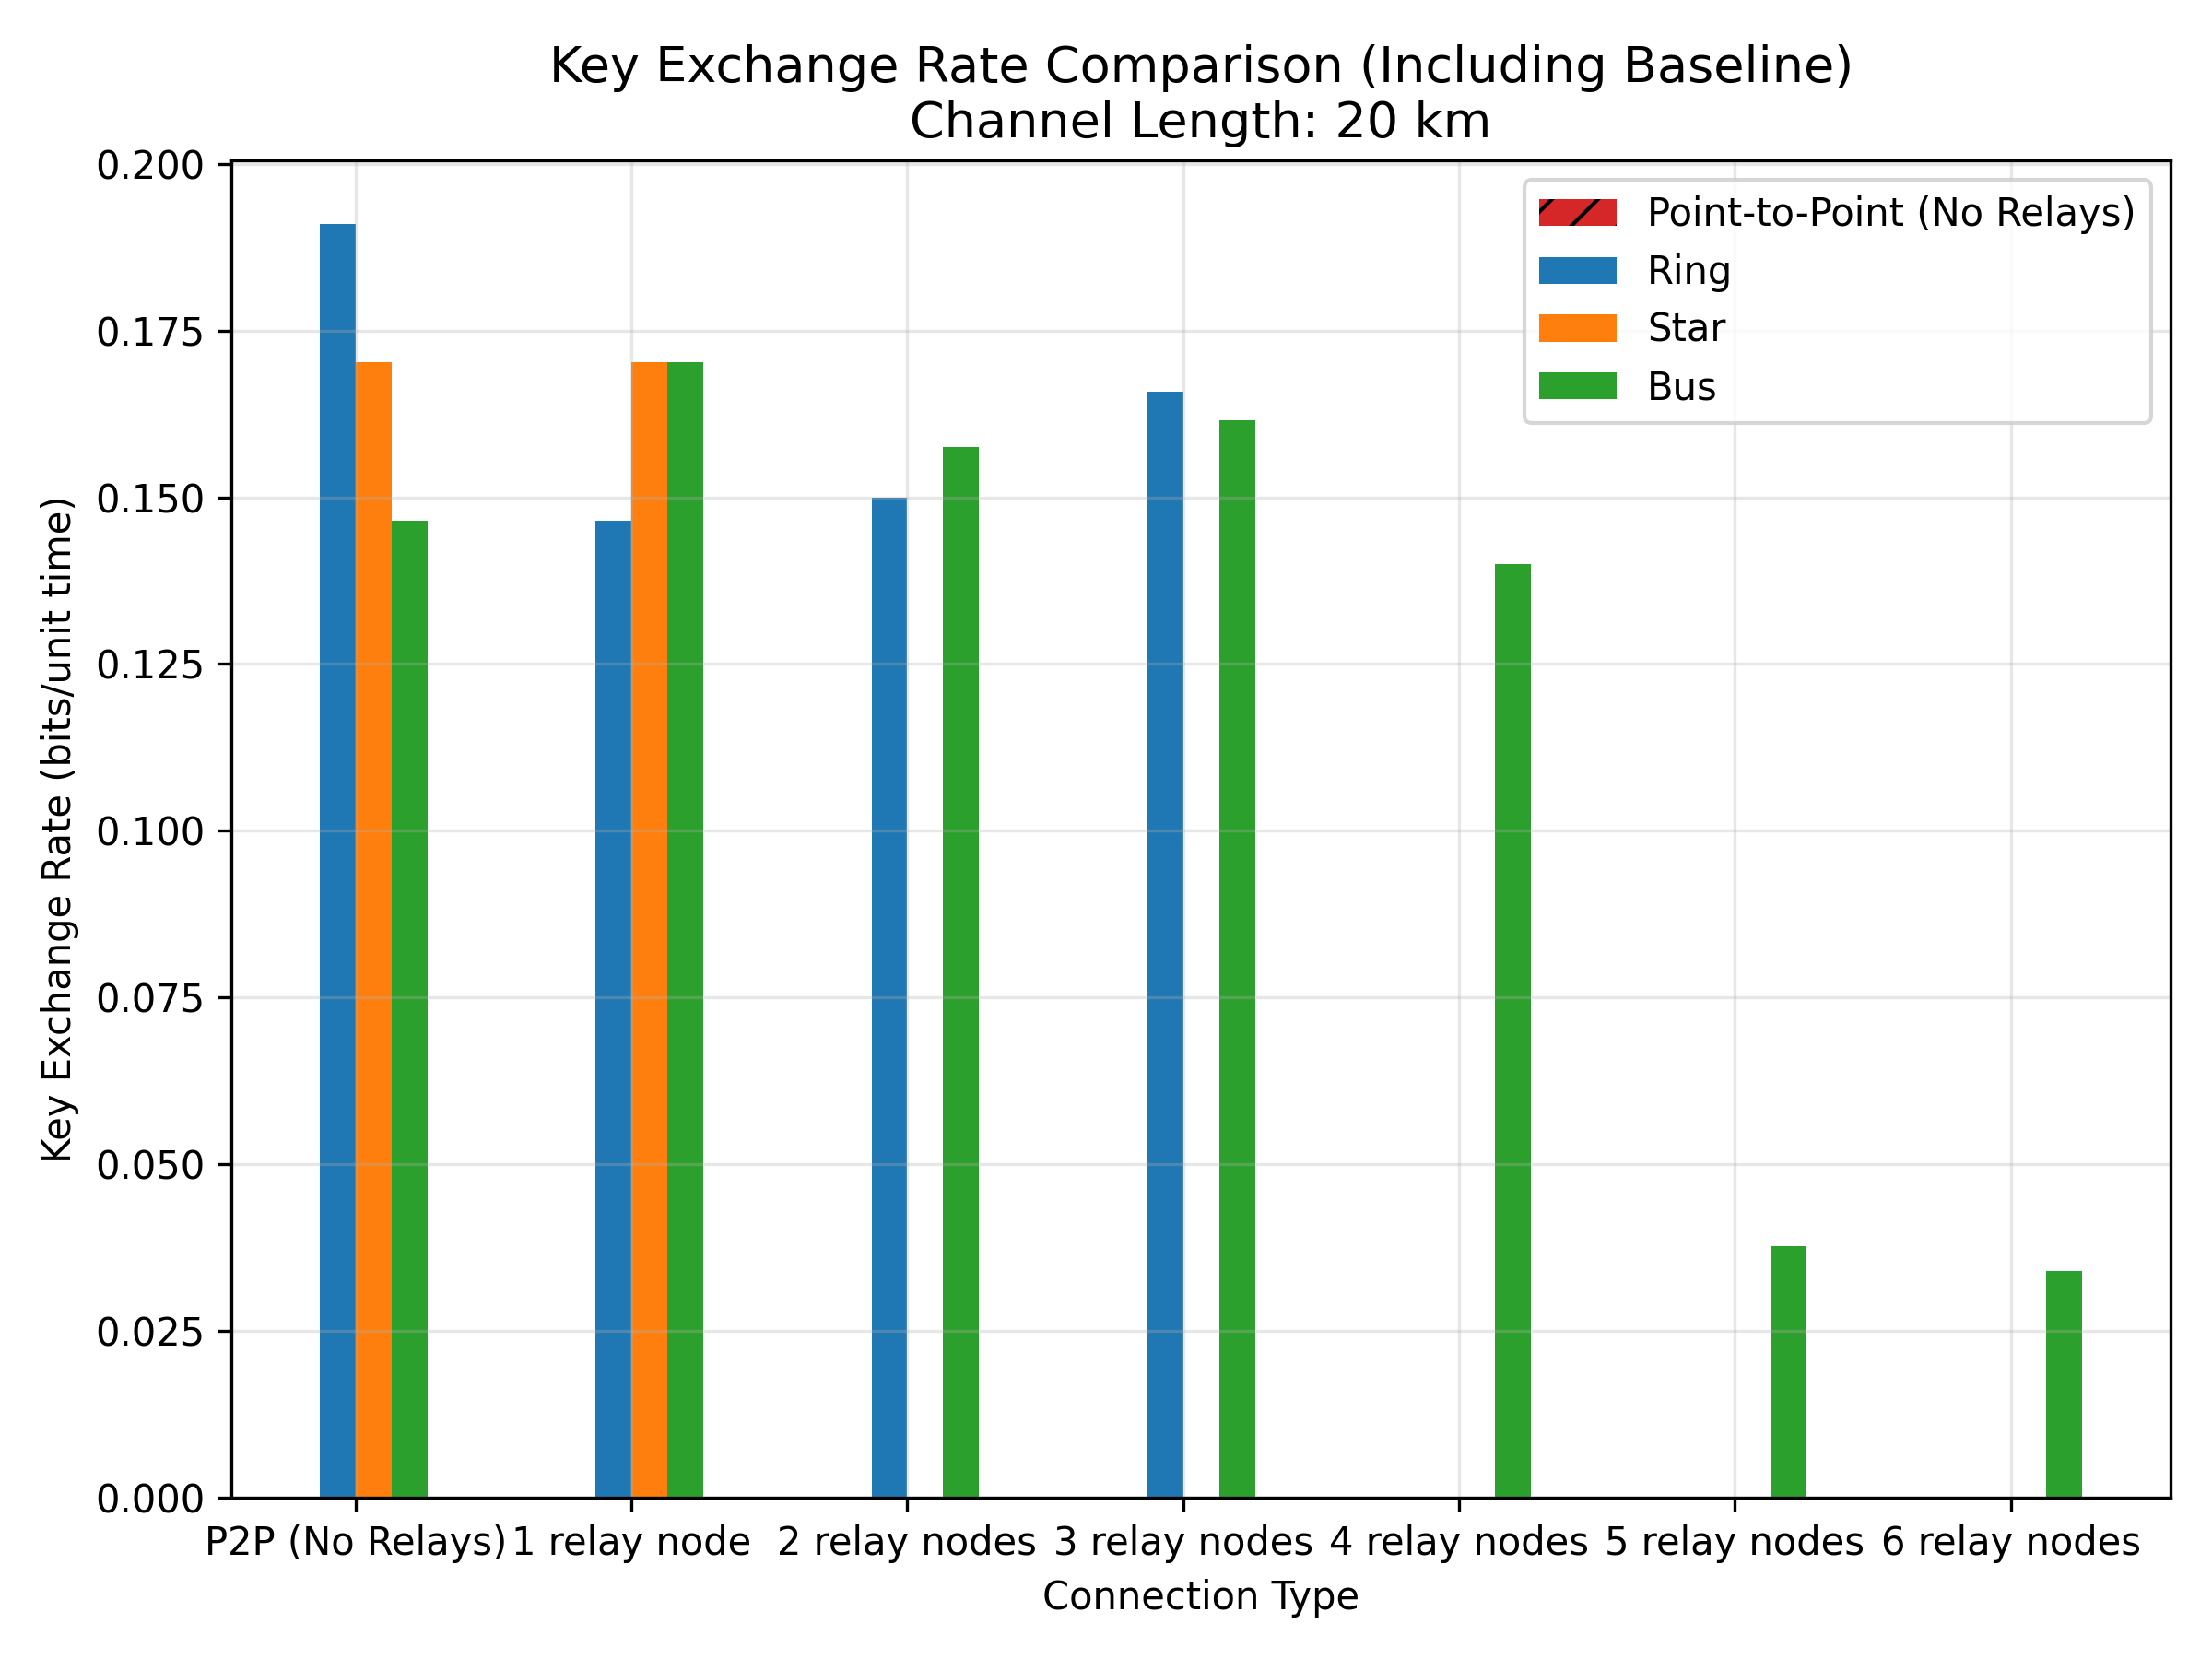 Key Exchange Rate Comparison (Including Baseline)
Channel Length: 20 km
Key Exchange Rate (bits/unit time)
0.200
0.175
0.150
0.125
0.100
0.075
0.050
0.025
0.000
Point-to-Point (No Relays)
Ring
Star
Bus
P2P (No Relays)
1 relay node
2 relay nodes
3 relay nodes
4 relay nodes
5 relay nodes
6 relay nodes
Connection Type